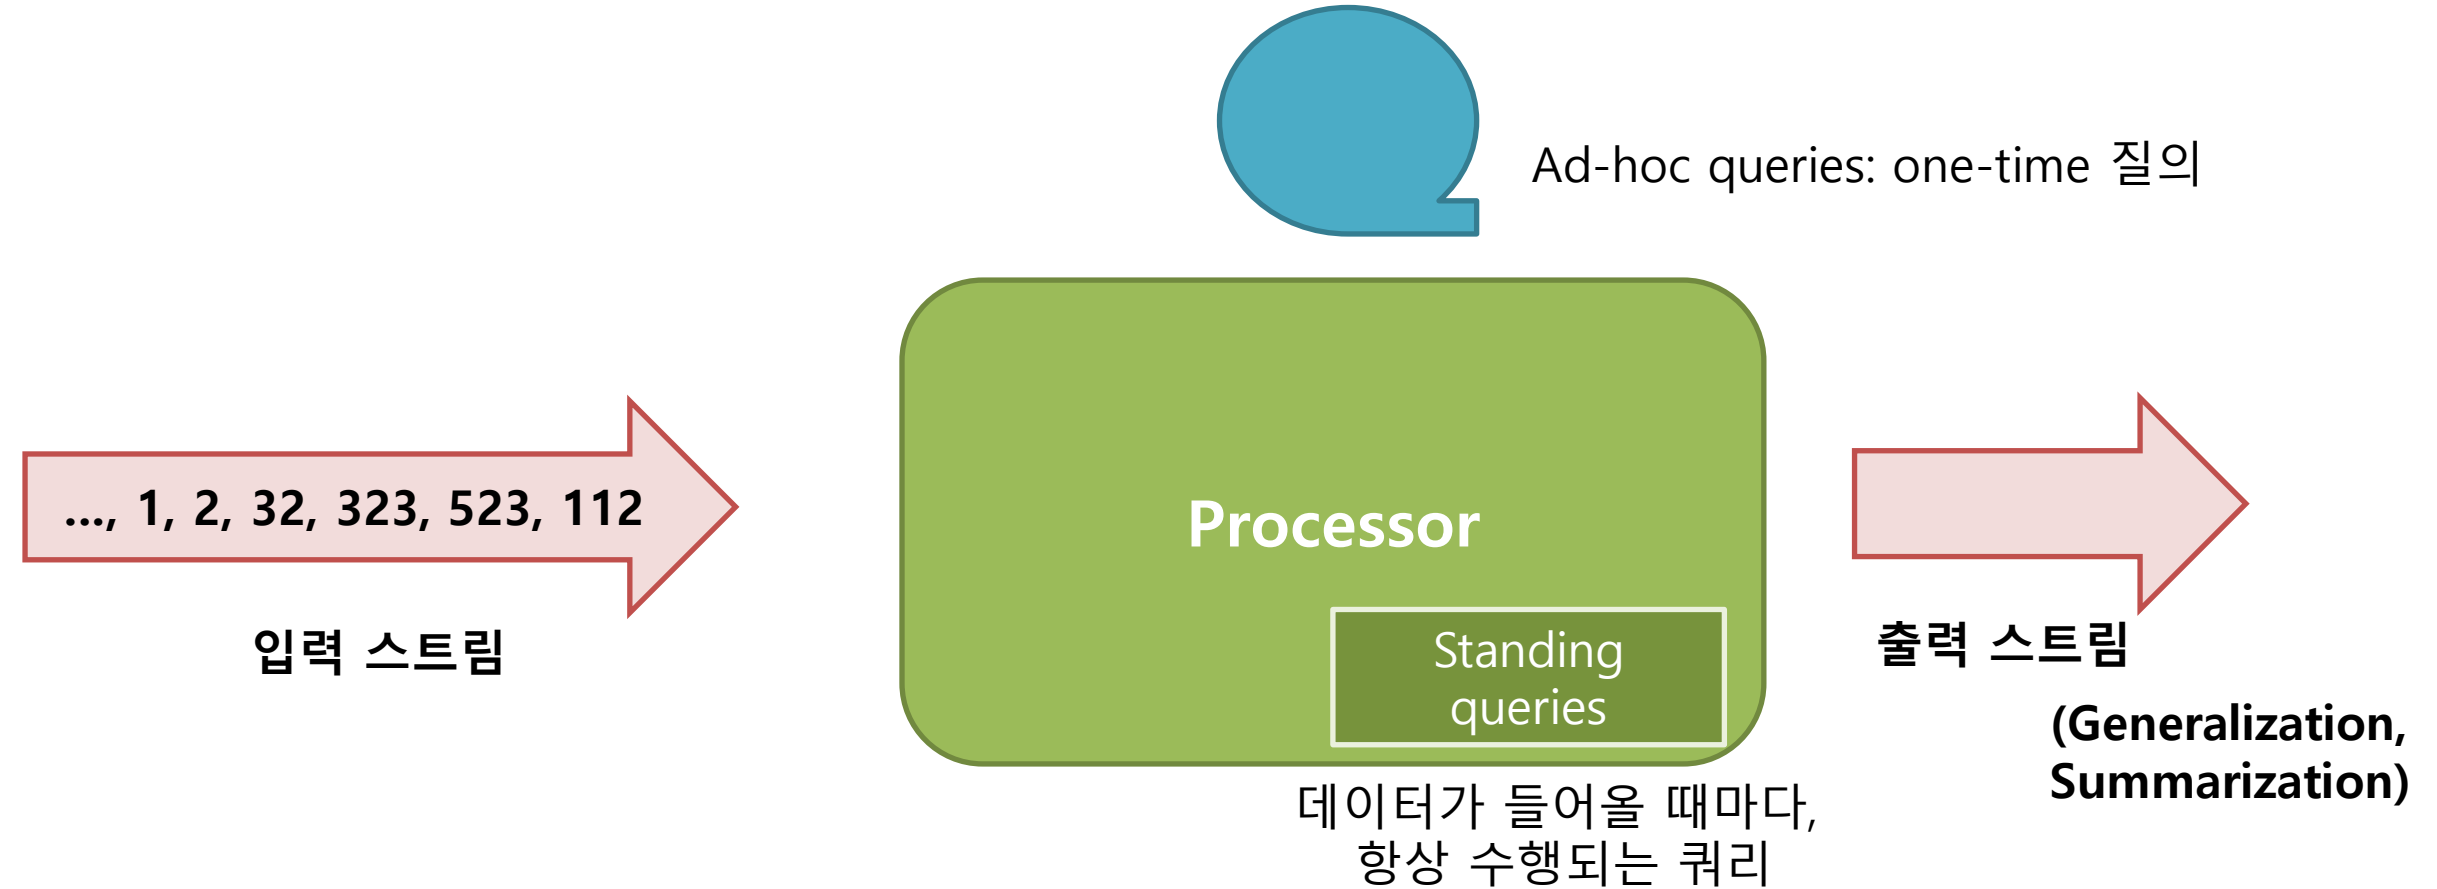 Ad-hoc queries: one-time 질의
..., 1, 2, 32, 323, 523, 112
입력 스트림
Processor
Standing
queries
데이터가 들어올 때마다,
항상 수행되는 쿼리
출력 스트림
(Generalization,
Summarization)